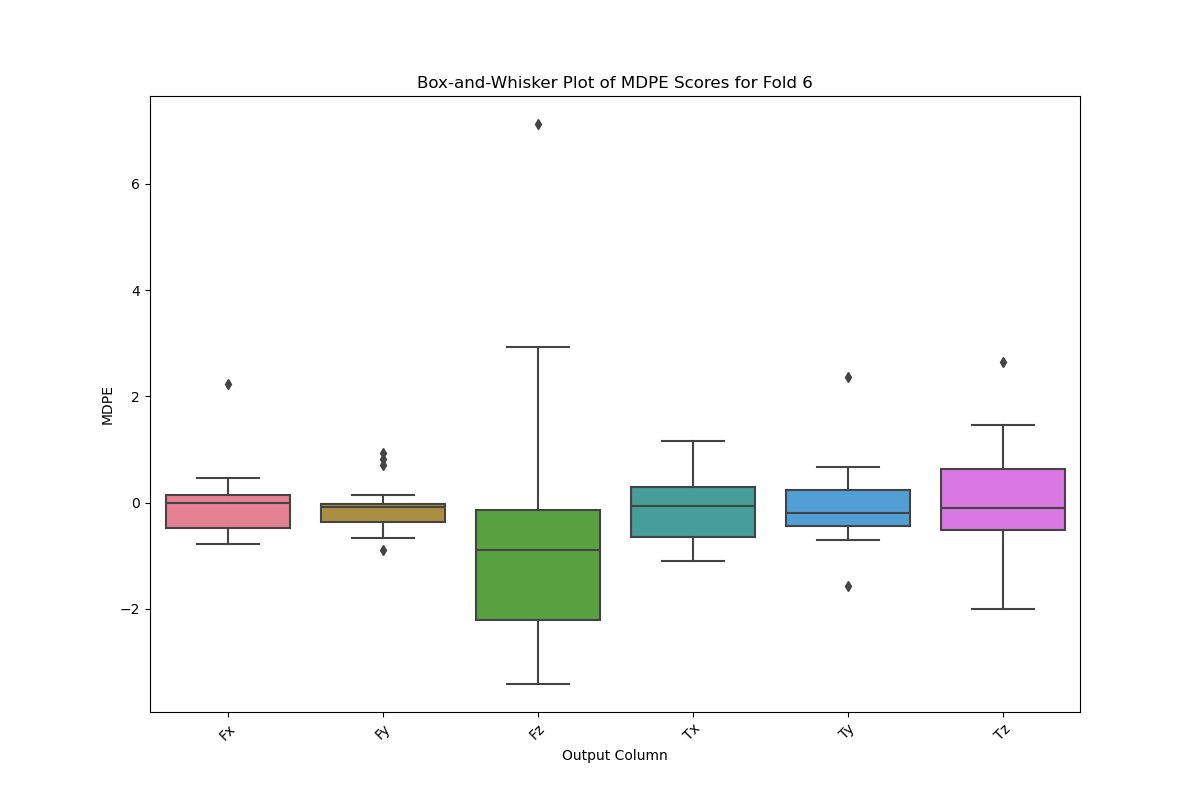 Box-and-Whisker Plot of MDPE Scores for Fold 6
MDPE
6
4
2
0
−2
Fx
Fy
Fz
Tx
Ty
Tz
Output Column